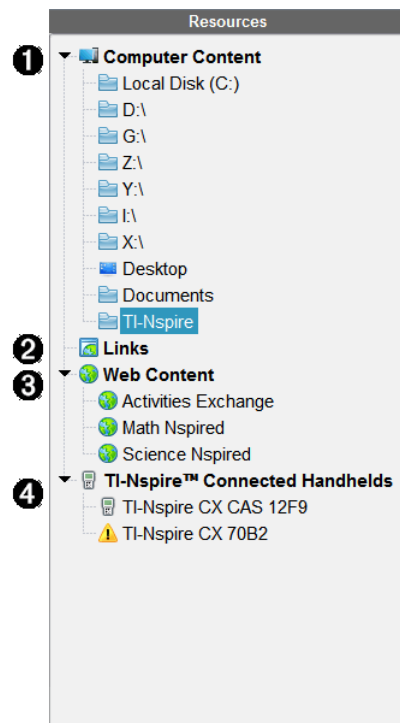 Resources
1 Computer Content
Local Disk (C:)
D:\
G:\
Z:\
Y:\
I:\
X:\
Desktop
Documents
TI-Nspire
2 Links
3 Web Content
Activities Exchange
Math Nspired
Science Nspired
4 TI-Nspire™ Connected Handhelds
TI-Nspire CX CAS 12F9
TI-Nspire CX 70B2